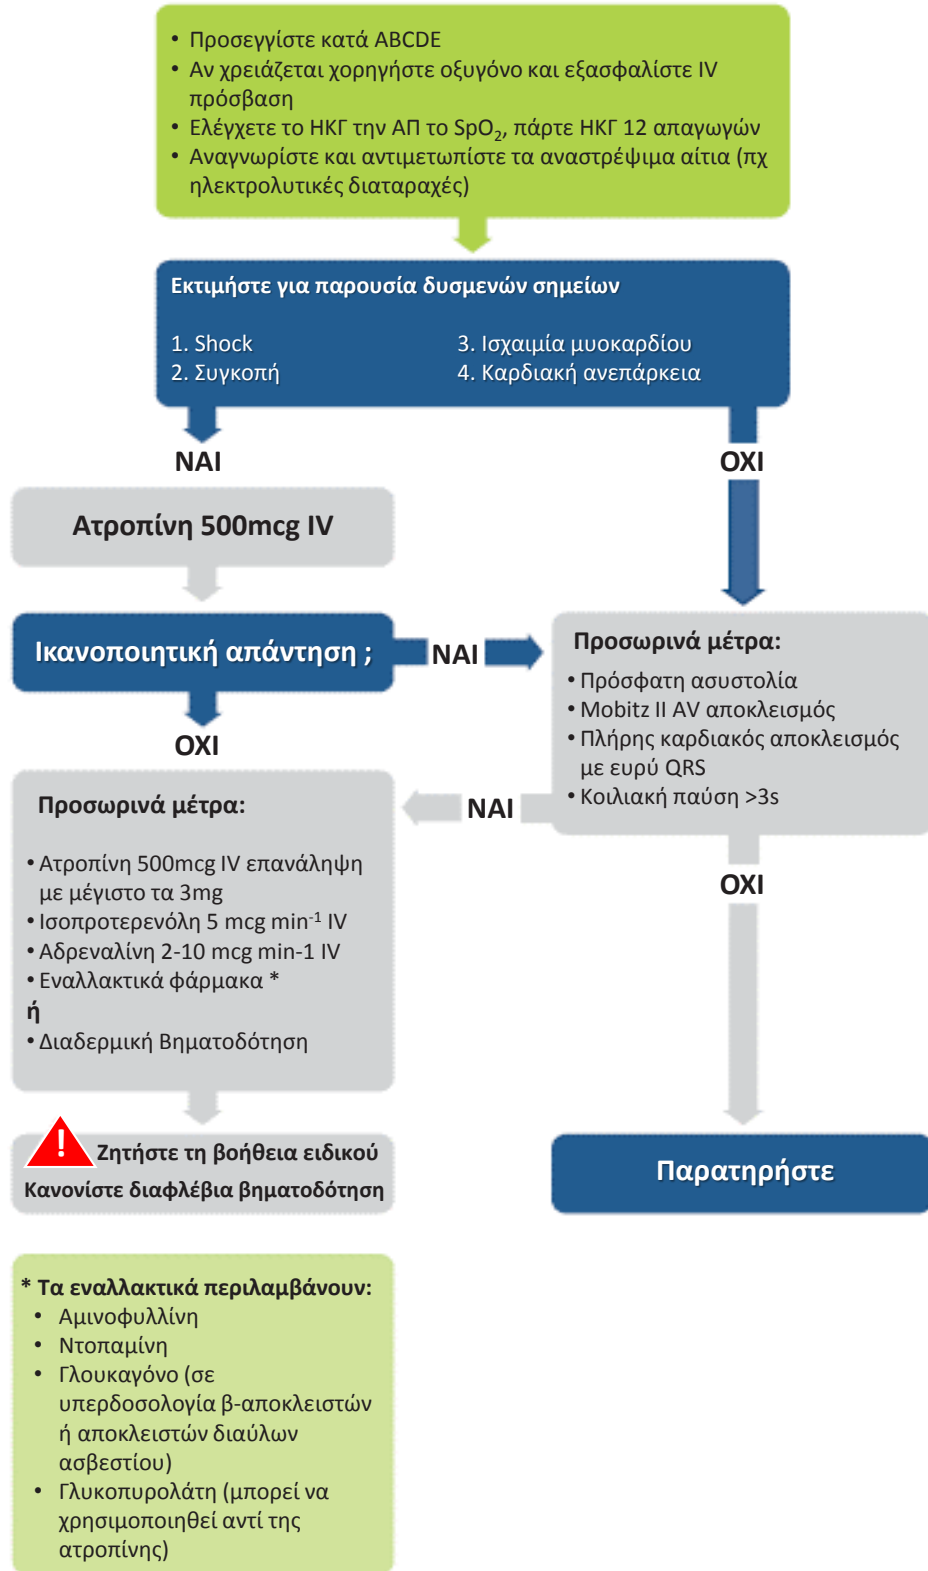 • Προσεγγίστε κατά ABCDE
• Αν χρειάζεται χορηγήστε οξυγόνο και εξασφαλίστε IV
πρόσβαση
• Ελέγχετε το ΗΚΓ την ΑΠ το SpO₂, πάρτε ΗΚΓ 12 απαγωγών
• Αναγνωρίστε και αντιμετωπίστε τα αναστρέψιμα αίτια (πχ
ηλεκτρολυτικές διαταραχές)
Εκτιμήστε για παρουσία δυσμενών σημείων
1. Shock
2. Συγκοπή
3. Ισχαιμία μυοκαρδίου
4. Καρδιακή ανεπάρκεια
ΝΑΙ
ΟΧΙ
Ατροπίνη 500mcg IV
Ικανοποιητική απάντηση ;
ΝΑΙ
ΟΧΙ
Προσωρινά μέτρα:
• Πρόσφατη ασυστολία
• Mobitz II AV αποκλεισμός
• Πλήρης καρδιακός αποκλεισμός
με ευρύ QRS
• Κοιλιακή παύση >3s
ΝΑΙ
ΟΧΙ
Προσωρινά μέτρα:
• Ατροπίνη 500mcg IV επανάληψη
με μέγιστο τα 3mg
• Ισοπροτερενόλη 5 mcg min⁻¹ IV
• Αδρεναλίνη 2-10 mcg min-1 IV
• Εναλλακτικά φάρμακα *
ή
• Διαδερμική Βηματοδότηση
! Ζητήστε τη βοήθεια ειδικού
Κανονίστε διαφλέβια βηματοδότηση
Παρατηρήστε
* Τα εναλλακτικά περιλαμβάνουν:
• Αμινοφυλλίνη
• Ντοπαμίνη
• Γλουκαγόνο (σε
υπερδοσολογία β-αποκλειστών
ή αποκλειστών διαύλων
ασβεστίου)
• Γλυκοπυρολάτη (μπορεί να
χρησιμοποιηθεί αντί της
ατροπίνης)